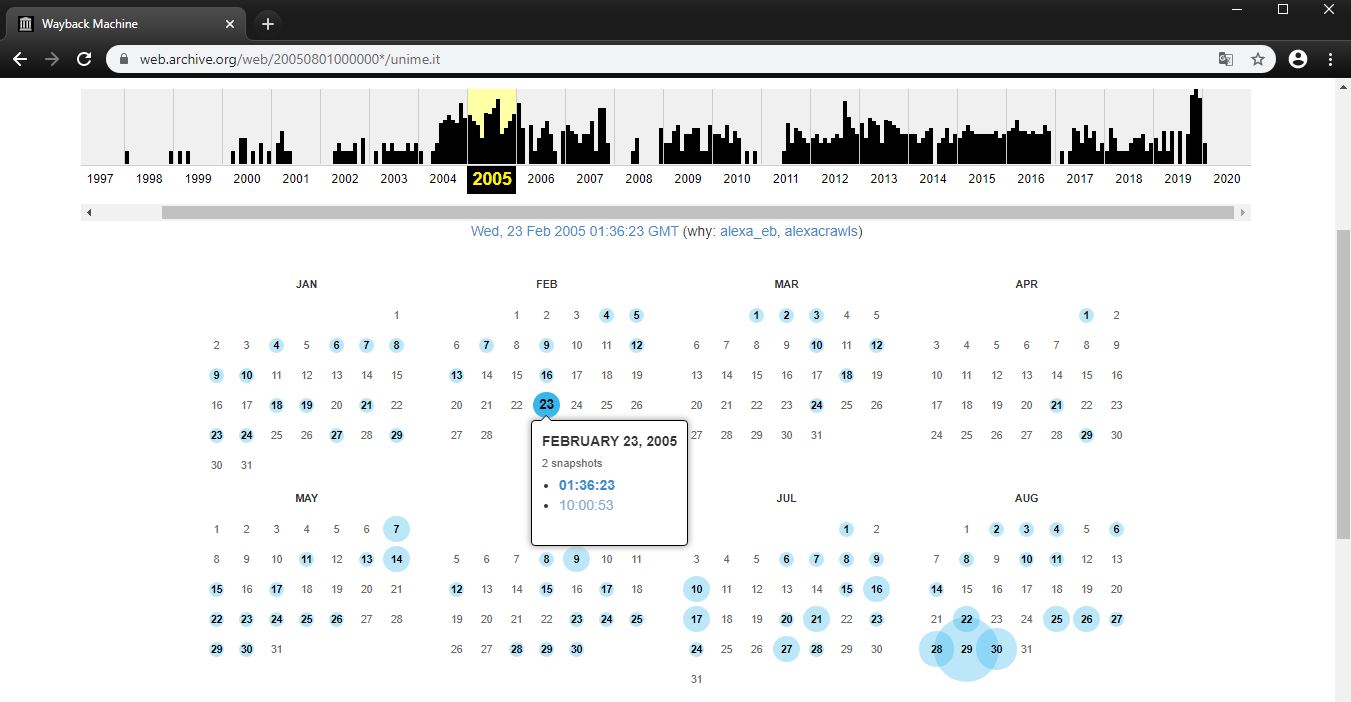 Wayback Machine
web.archive.org/web/20050801000000*/unime.it
1997 1998 1999 2000 2001 2002 2003 2004 2005 2006 2007 2008 2009 2010 2011 2012 2013 2014 2015 2016 2017 2018 2019 2020
Wed, 23 Feb 2005 01:36:23 GMT (why: alexa_eb, alexacrawls)
JAN
1
2 3 4 5 6 7 8
9 10 11 12 13 14 15
16 17 18 19 20 21 22
23 24 25 26 27 28 29
30 31
FEB
1 2 3 4 5
6 7 8 9 10 11 12
13 14 15 16 17 18 19
20 21 22 23 24 25 26
27 28
FEBRUARY 23, 2005
2 snapshots
01:36:23
10:00:53
MAR
1 2 3 4 5
6 7 8 9 10 11 12
13 14 15 16 17 18 19
20 21 22 23 24 25 26
27 28 29 30 31
APR
1 2
3 4 5 6 7 8 9
10 11 12 13 14 15 16
17 18 19 20 21 22 23
24 25 26 27 28 29 30
MAY
1 2 3 4 5 6 7
8 9 10 11 12 13 14
15 16 17 18 19 20 21
22 23 24 25 26 27 28
29 30 31
5 6 7 8 9 10 11
12 13 14 15 16 17 18
19 20 21 22 23 24 25
26 27 28 29 30
JUL
1 2
3 4 5 6 7 8 9
10 11 12 13 14 15 16
17 18 19 20 21 22 23
24 25 26 27 28 29 30
31
AUG
1 2 3 4 5 6
7 8 9 10 11 12 13
14 15 16 17 18 19 20
21 22 23 24 25 26 27
28 29 30 31